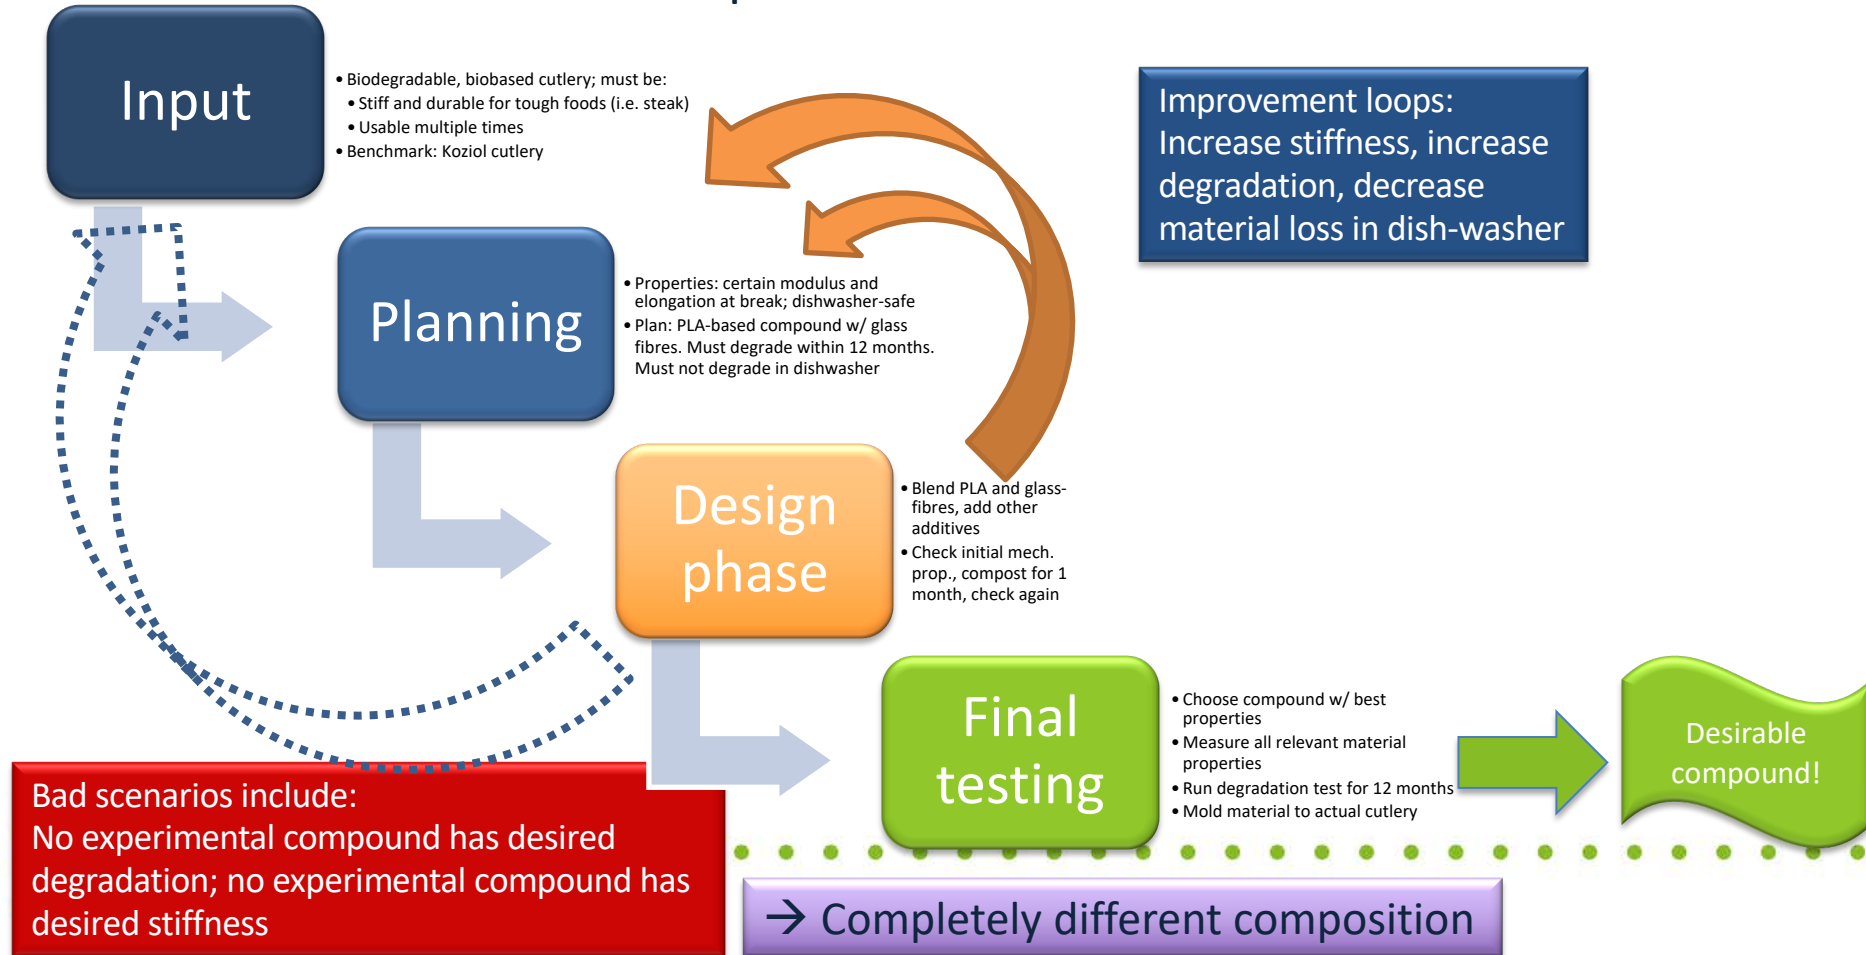 Input
• Biodegradable, biobased cutlery; must be:
• Stiff and durable for tough foods (i.e. steak)
• Usable multiple times
• Benchmark: Koziol cutlery
Improvement loops:
Increase stiffness, increase
degradation, decrease
material loss in dish-washer
Planning
• Properties: certain modulus and
elongation at break; dishwasher-safe
• Plan: PLA-based compound w/ glass
fibres. Must degrade within 12 months.
Must not degrade in dishwasher
Design
phase
• Blend PLA and glass-
fibres, add other
additives
• Check initial mech.
prop., compost for 1
month, check again
Final
testing
• Choose compound w/ best
properties
• Measure all relevant material
properties
• Run degradation test for 12 months
• Mold material to actual cutlery
Desirable
compound!
Bad scenarios include:
No experimental compound has desired
degradation; no experimental compound has
desired stiffness
→ Completely different composition